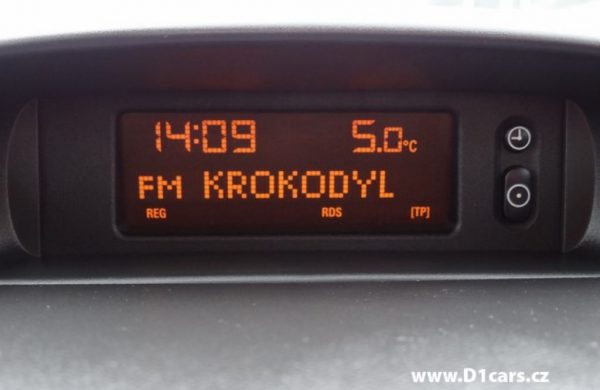 14:09 5.0°C
FM KROKODYL
REG RDS [TP]
www.D1cars.cz